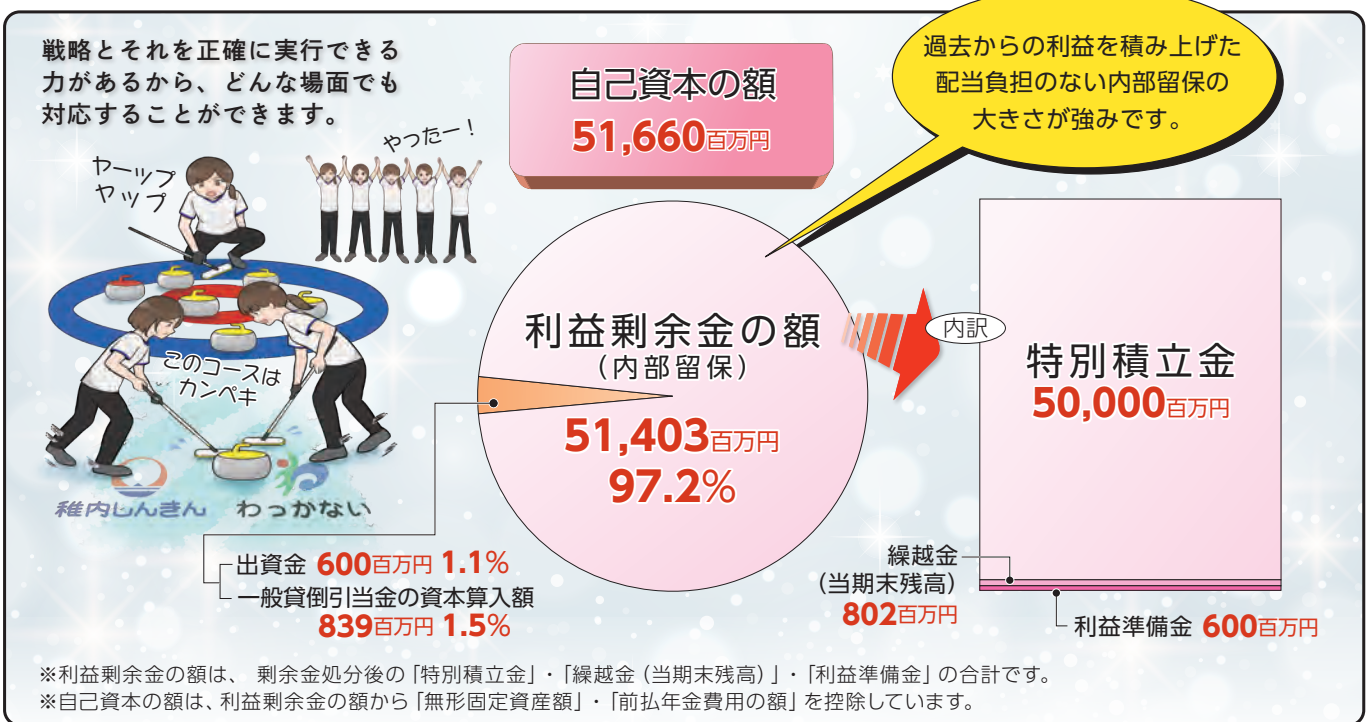 戦略とそれを正確に実行できる
力があるから、どんな場面でも
対応することができます。
やったー！
ヤーップ
ヤップ
このコースは
カンペキ
稚内しんきん
わっかない
自己資本の額
51,660百万円
過去からの利益を積み上げた
配当負担のない内部留保の
大きさが強みです。
利益剰余金の額
（内部留保）
51,403百万円
97.2%
出資金 600百万円 1.1%
一般貸倒引当金の資本算入額
839百万円 1.5%
内訳
特別積立金
50,000百万円
繰越金
（当期末残高）
802百万円
利益準備金 600百万円
※利益剰余金の額は、 剰余金処分後の「特別積立金」・「繰越金（当期末残高）」・「利益準備金」の合計です。
※自己資本の額は、利益剰余金の額から「無形固定資産額」・「前払年金費用の額」を控除しています。